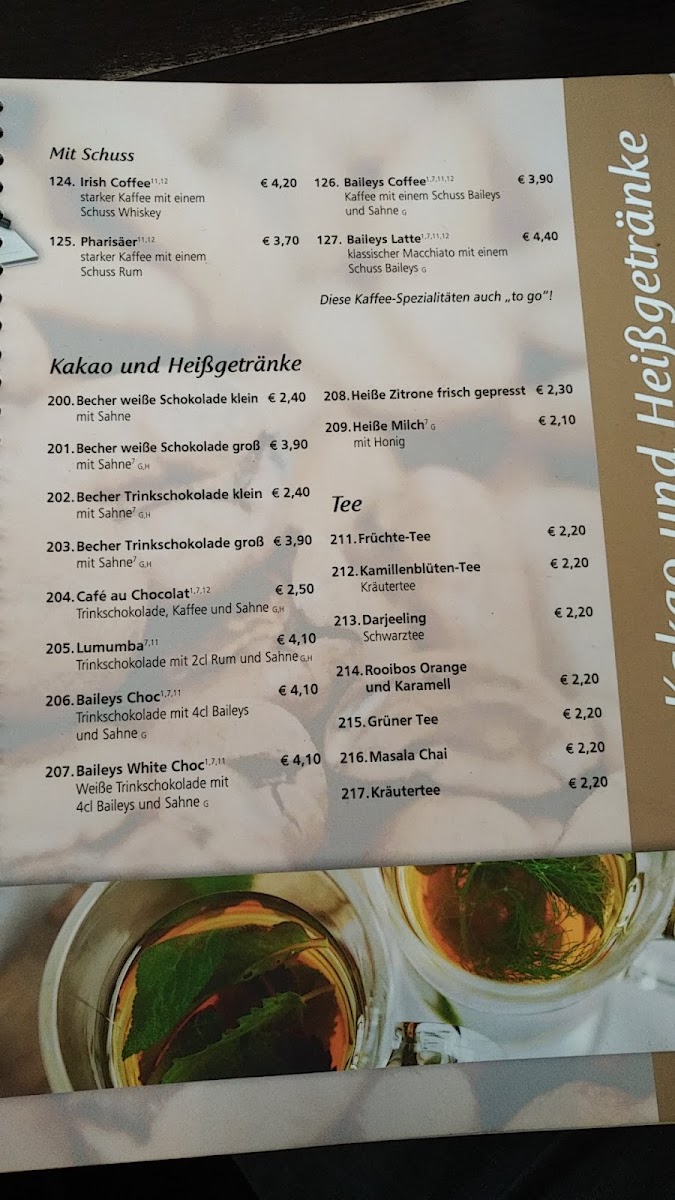 Mit Schuss
124. Irish Coffee11,12 € 4,20
starker Kaffee mit einem
Schuss Whiskey
125. Pharisäer11,12 € 3,70
starker Kaffee mit einem
Schuss Rum
126. Baileys Coffee1,7,11,12 € 3,90
Kaffee mit einem Schuss Baileys
und Sahne G
127. Baileys Latte1,7,11,12 € 4,40
klassischer Macchiato mit einem
Schuss Baileys G
Diese Kaffee-Spezialitäten auch „to go“!
Kakao und Heißgetränke
200. Becher weiße Schokolade klein € 2,40
mit Sahne
201. Becher weiße Schokolade groß € 3,90
mit Sahne7 G,H
202. Becher Trinkschokolade klein € 2,40
mit Sahne7 G,H
203. Becher Trinkschokolade groß € 3,90
mit Sahne7 G,H
204. Café au Chocolat1,7,12 € 2,50
Trinkschokolade, Kaffee und Sahne G,H
205. Lumumba7,11 € 4,10
Trinkschokolade mit 2cl Rum und Sahne G,H
206. Baileys Choc1,7,11 € 4,10
Trinkschokolade mit 4cl Baileys
und Sahne G
207. Baileys White Choc1,7,11 € 4,10
Weiße Trinkschokolade mit
4cl Baileys und Sahne G
208. Heiße Zitrone frisch gepresst € 2,30
209. Heiße Milch7 G € 2,10
mit Honig
Tee
211. Früchte-Tee € 2,20
212. Kamillenblüten-Tee € 2,20
Kräutertee
213. Darjeeling € 2,20
Schwarztee
214. Rooibos Orange
und Karamell € 2,20
215. Grüner Tee € 2,20
216. Masala Chai € 2,20
217. Kräutertee € 2,20
Kakao und Heißgetränke